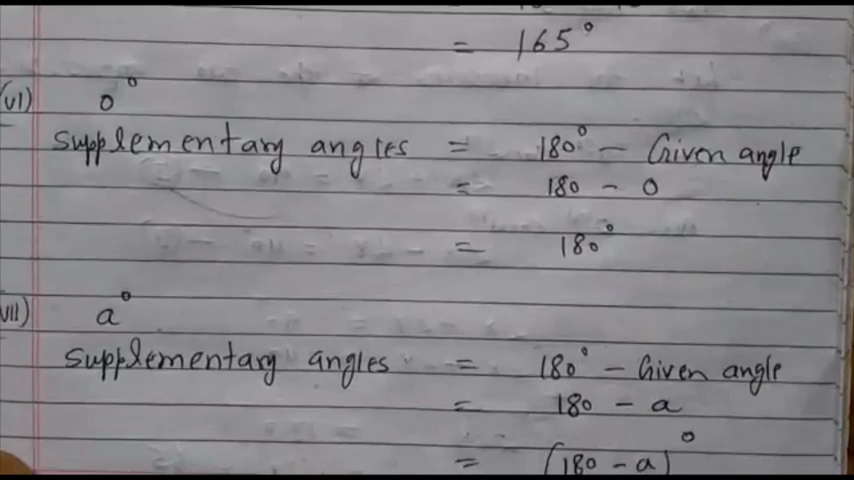 = 165°
(VI) 0°
Supplementary angles = 180° - Given angle
= 180 - 0
= 180°
VII) a°
Supplementary angles = 180° - Given angle
= 180 - a
= (180 - a)°